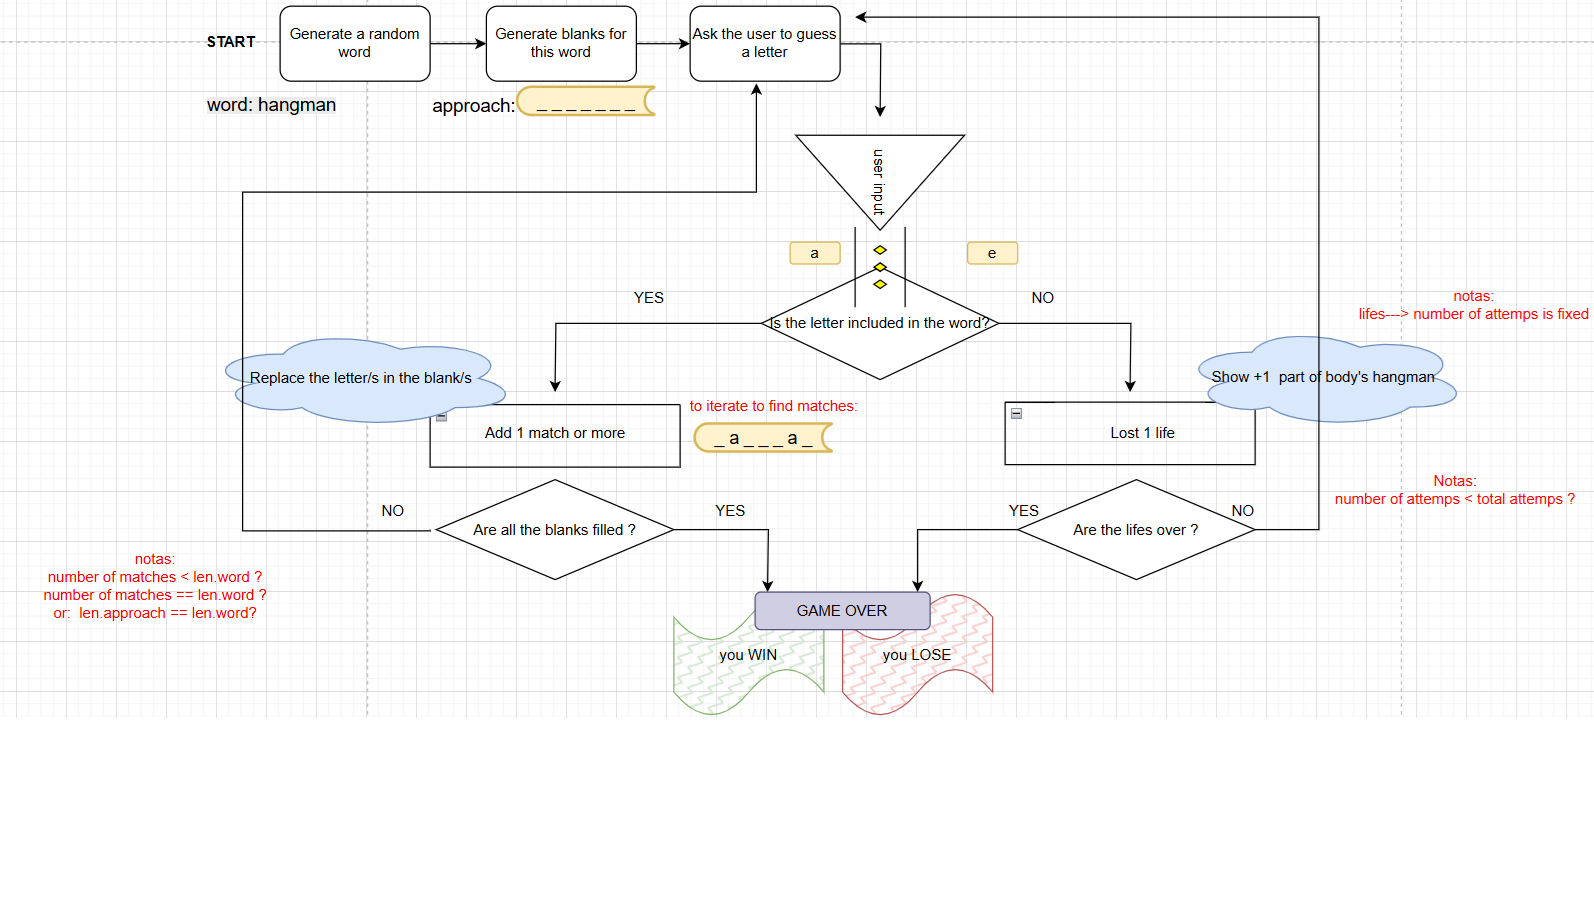 START
Generate a random
word
Generate blanks for
this word
Ask the user to guess
a letter
word: hangman
approach:
_ _ _ _ _ _ _
user input
a
e
YES
NO
Is the letter included in the word?
notas:
lifes---> number of attemps is fixed
Replace the letter/s in the blank/s
Show +1 part of body's hangman
to iterate to find matches:
Add 1 match or more
_ a _ _ _ a _
Lost 1 life
Notas:
number of attemps < total attemps ?
NO
Are all the blanks filled ?
YES
YES
Are the lifes over ?
NO
notas:
number of matches < len.word ?
number of matches == len.word ?
or: len.approach == len.word?
GAME OVER
you WIN
you LOSE